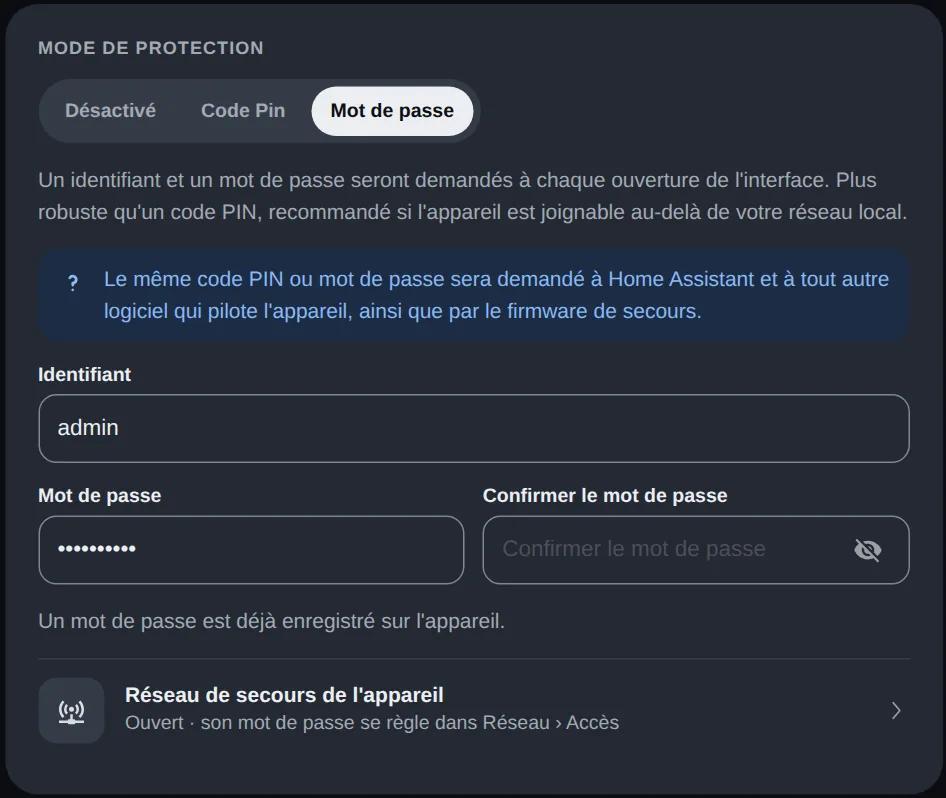 MODE DE PROTECTION
Désactivé Code Pin Mot de passe
Un identifiant et un mot de passe seront demandés à chaque ouverture de l'interface. Plus
robuste qu'un code PIN, recommandé si l'appareil est joignable au-delà de votre réseau local.
? Le même code PIN ou mot de passe sera demandé à Home Assistant et à tout autre
logiciel qui pilote l'appareil, ainsi que par le firmware de secours.
Identifiant
admin
Mot de passe Confirmer le mot de passe
•••••••••• Confirmer le mot de passe
Un mot de passe est déjà enregistré sur l'appareil.
Réseau de secours de l'appareil
Ouvert · son mot de passe se règle dans Réseau › Accès